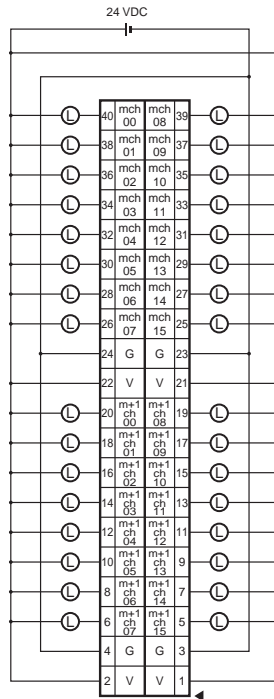 24 VDC
L 40 mch 00 mch 08 39 L
L 38 mch 01 mch 09 37 L
L 36 mch 02 mch 10 35 L
L 34 mch 03 mch 11 33 L
L 32 mch 04 mch 12 31 L
L 30 mch 05 mch 13 29 L
L 28 mch 06 mch 14 27 L
L 26 mch 07 mch 15 25 L
24 G G 23
22 V V 21
L 20 m+1 ch 00 m+1 ch 08 19 L
L 18 m+1 ch 01 m+1 ch 09 17 L
L 16 m+1 ch 02 m+1 ch 10 15 L
L 14 m+1 ch 03 m+1 ch 11 13 L
L 12 m+1 ch 04 m+1 ch 12 11 L
L 10 m+1 ch 05 m+1 ch 13 9 L
L 8 m+1 ch 06 m+1 ch 14 7 L
L 6 m+1 ch 07 m+1 ch 15 5 L
4 G G 3
2 V V 1